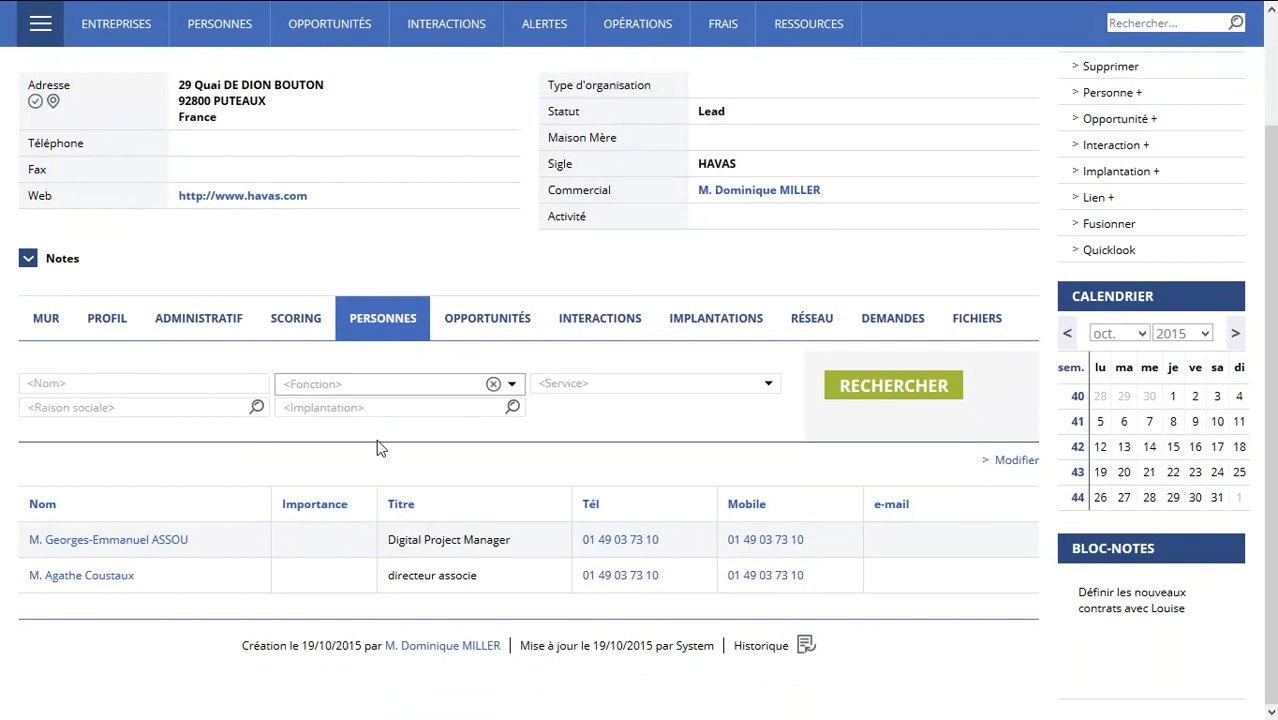 ENTREPRISES PERSONNES OPPORTUNITÉS INTERACTIONS ALERTES OPÉRATIONS FRAIS RESSOURCES Rechercher...
Adresse 29 Quai DE DION BOUTON
92800 PUTEAUX
France
Téléphone
Fax
Web http://www.havas.com
Type d'organisation
Statut Lead
Maison Mère
Sigle HAVAS
Commercial M. Dominique MILLER
Activité
> Supprimer
> Personne +
> Opportunité +
> Interaction +
> Implantation +
> Lien +
> Fusionner
> Quicklook
Notes
MUR PROFIL ADMINISTRATIF SCORING PERSONNES OPPORTUNITÉS INTERACTIONS IMPLANTATIONS RÉSEAU DEMANDES FICHIERS
<Nom> <Fonction> <Service>
<Raison sociale> <Implantation>
RECHERCHER
> Modifier
Nom Importance Titre Tél Mobile e-mail
M. Georges-Emmanuel ASSOU Digital Project Manager 01 49 03 73 10 01 49 03 73 10
M. Agathe Coustaux directeur associe 01 49 03 73 10 01 49 03 73 10
Création le 19/10/2015 par M. Dominique MILLER | Mise à jour le 19/10/2015 par System | Historique
CALENDRIER
< oct. 2015 >
sem. lu ma me je ve sa di
40 28 29 30 1 2 3 4
41 5 6 7 8 9 10 11
42 12 13 14 15 16 17 18
43 19 20 21 22 23 24 25
44 26 27 28 29 30 31 1
BLOC-NOTES
Définir les nouveaux
contrats avec Louise